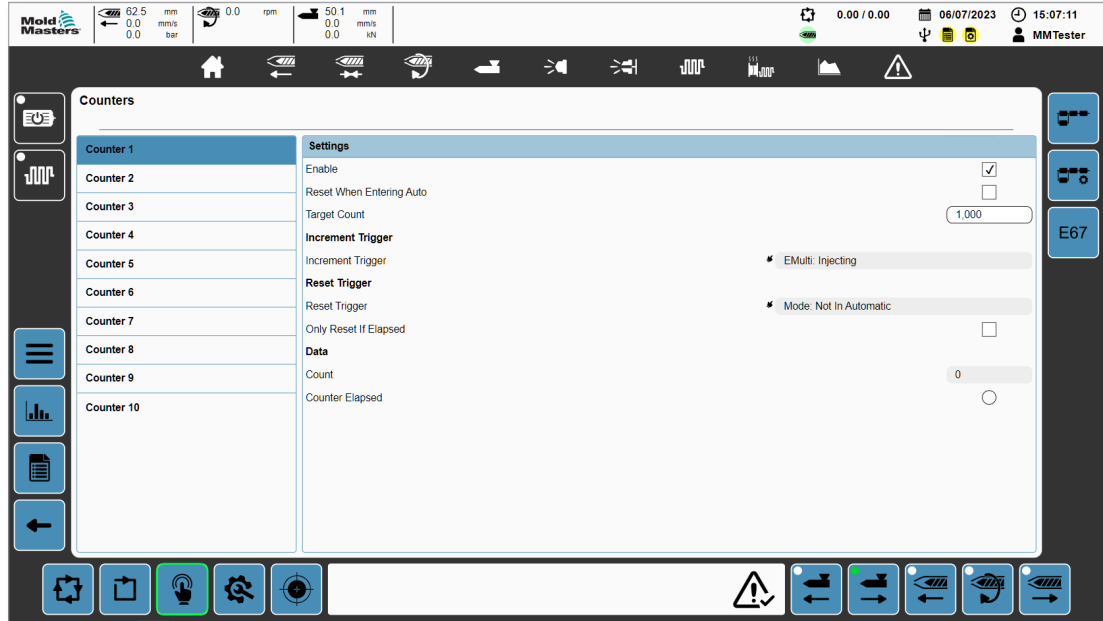 Mold
Masters
62.5 mm
0.0 mm/s
0.0 bar
0.0 rpm
50.1 mm
0.0 mm/s
0.0 kN
0.00 / 0.00
06/07/2023
15:07:11
MMTester
Counters
Counter 1
Counter 2
Counter 3
Counter 4
Counter 5
Counter 6
Counter 7
Counter 8
Counter 9
Counter 10
Settings
Enable
Reset When Entering Auto
Target Count 1,000
Increment Trigger
Increment Trigger EMulti: Injecting
Reset Trigger
Reset Trigger Mode: Not In Automatic
Only Reset If Elapsed
Data
Count 0
Counter Elapsed
E67